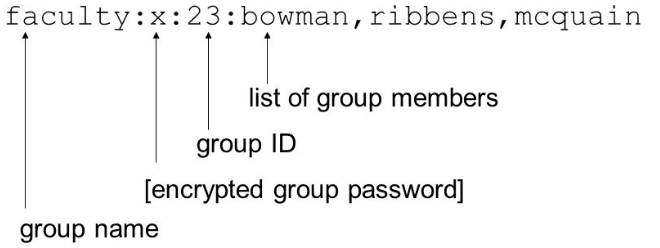 faculty:x:23:bowman,ribbens,mcquain
list of group members
group ID
[encrypted group password]
group name